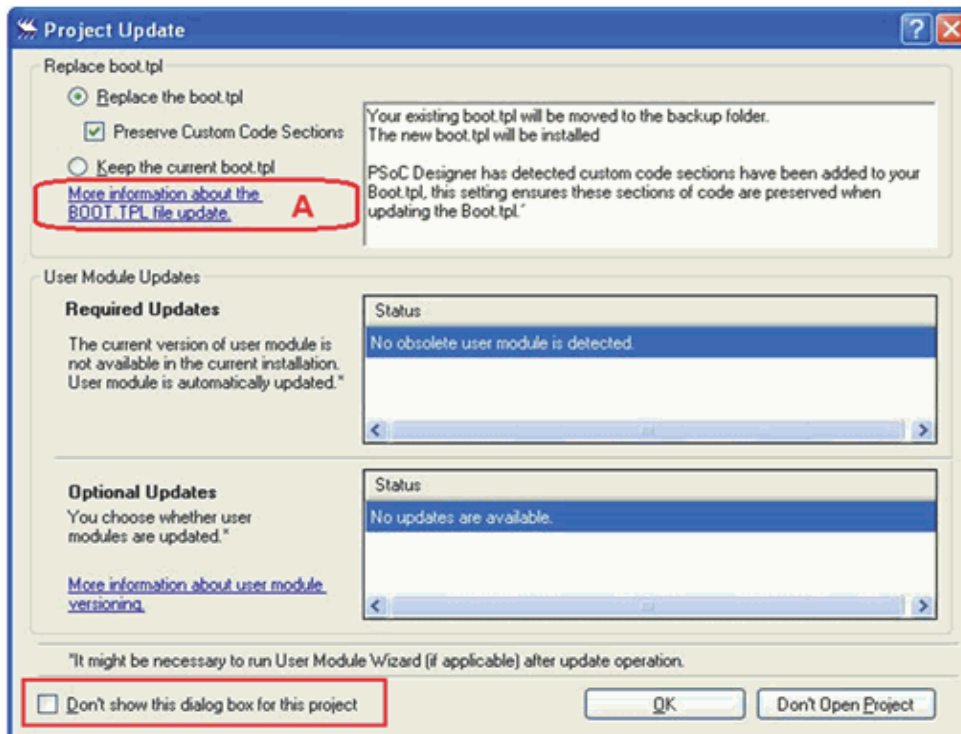 Project Update
Replace boot.tpl
Replace the boot.tpl
Preserve Custom Code Sections
Keep the current boot.tpl
More information about the
BOOT.TPL file update.
A
Your existing boot.tpl will be moved to the backup folder.
The new boot.tpl will be installed
PSoC Designer has detected custom code sections have been added to your
Boot.tpl, this setting ensures these sections of code are preserved when
updating the Boot.tpl.”
User Module Updates
Required Updates
The current version of user module is
not available in the current installation.
User module is automatically updated.*
Status
No obsolete user module is detected.
Optional Updates
You choose whether user
modules are updated.*
More information about user module
versioning.
Status
No updates are available.
*It might be necessary to run User Module Wizard (if applicable) after update operation.
Don't show this dialog box for this project
OK
Don't Open Project